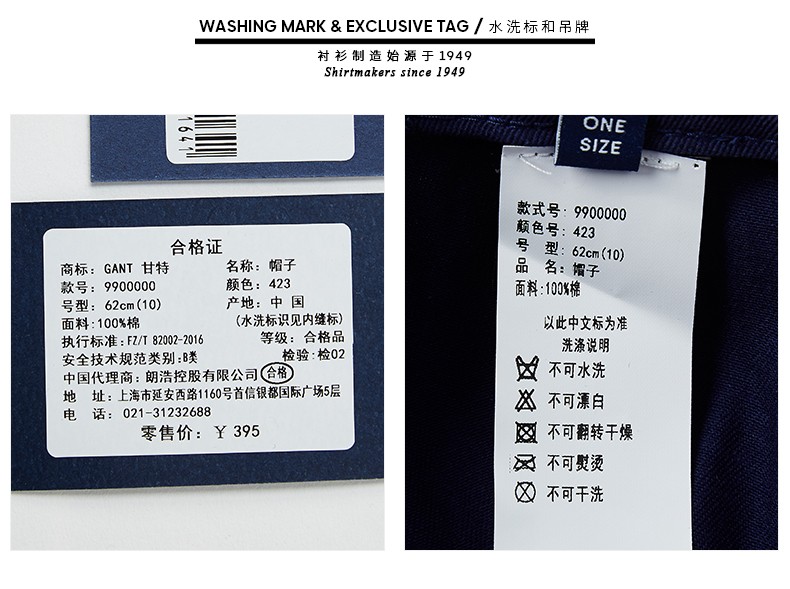 WASHING MARK & EXCLUSIVE TAG / 水洗标和吊牌
衬衫制造始源于1949
Shirtmakers since 1949
1641
合格证
商标：GANT 甘特 名称：帽子
款号：9900000 颜色：423
号型：62cm(10) 产地：中 国
面料:100%棉 (水洗标识见内缝标)
执行标准:FZ/T 82002-2016 等级：合格品
安全技术规范类别:B类 检验:检02
中国代理商：朗浩控股有限公司 合格
地 址：上海市延安西路1160号首信银都国际广场5层
电 话：021-31232688
零售价：￥395
ONE
SIZE
款式号: 9900000
颜色号: 423
号 型: 62cm(10)
品 名: 帽子
面料:100%棉
以此中文标为准
洗涤说明
不可水洗
不可漂白
不可翻转干燥
不可熨烫
不可干洗